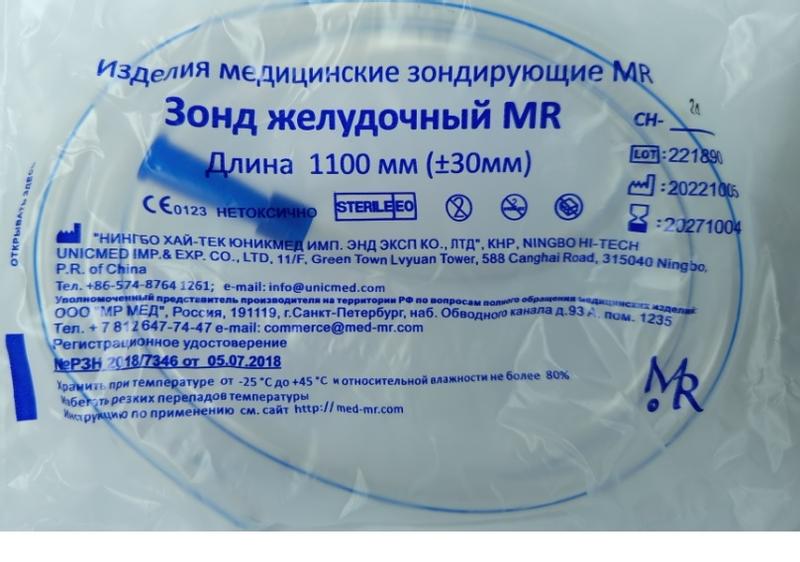 Изделия медицинские зондирующие MR
Зонд желудочный MR
CH-
Длина 1100 мм (±30мм)
LOT :221890
:20221005
CE0123 НЕТОКСИЧНО STERILE EO
2
:20271004
ОТКРЫВАТЬ ЗДЕСЬ
"НИНГБО ХАЙ-ТЕК ЮНИКМЕД ИМП. ЭНД ЭКСП КО., ЛТД", КНР, NINGBO HI-TECH
UNICMED IMP.& EXP. CO., LTD, 11/F, Green Town Lvyuan Tower, 588 Canghai Road, 315040 Ningbo,
P.R. of China
Тел. +86-574-8764 1261; e-mail: info@unicmed.com
Уполномоченный представитель производителя на территории РФ по вопросам полного обращения медицинских изделий:
ООО "МР МЕД", Россия, 191119, г.Санкт-Петербург, наб. Обводного канала д.93 А. пом. 1235
Тел. + 7 812 647-74-47 e-mail: commerce@med-mr.com
Регистрационное удостоверение
№РЗН 2018/7346 от 05.07.2018
Хранить при температуре от -25 °С до +45 °С и относительной влажности не более 80%
Избегать резких перепадов температуры
Инструкцию по применению см. сайт http://med-mr.com
MR